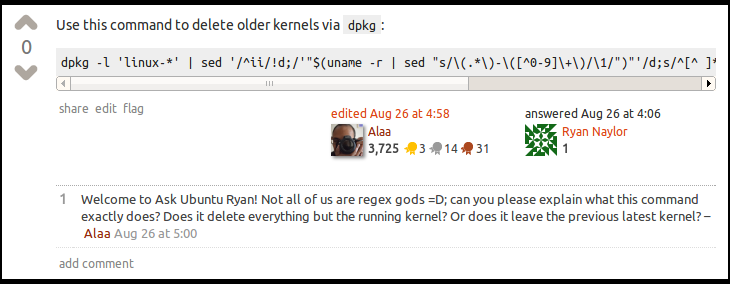 Use this command to delete older kernels via dpkg :
0
dpkg -l 'linux-*' | sed '/^ii/!d;/'"$(uname -r | sed "s/\(.*\)-\([^0-9]\+\)/\1/")"'/d;s/^[^ ]*
share edit flag
edited Aug 26 at 4:58
answered Aug 26 at 4:06
Alaa
3,725 3 14 31
Ryan Naylor
1
1 Welcome to Ask Ubuntu Ryan! Not all of us are regex gods =D; can you please explain what this command
exactly does? Does it delete everything but the running kernel? Or does it leave the previous latest kernel? –
Alaa Aug 26 at 5:00
add comment